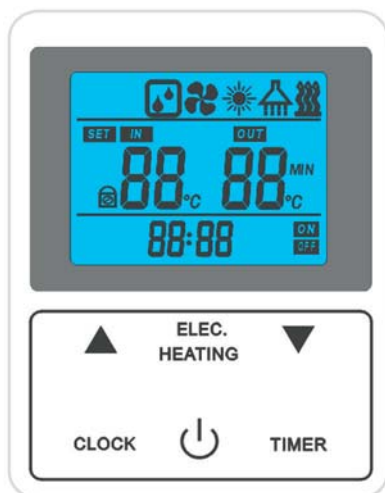 SET IN OUT
88°C 88 MIN °C
88:88 ON
OFF
ELEC.
HEATING
CLOCK TIMER